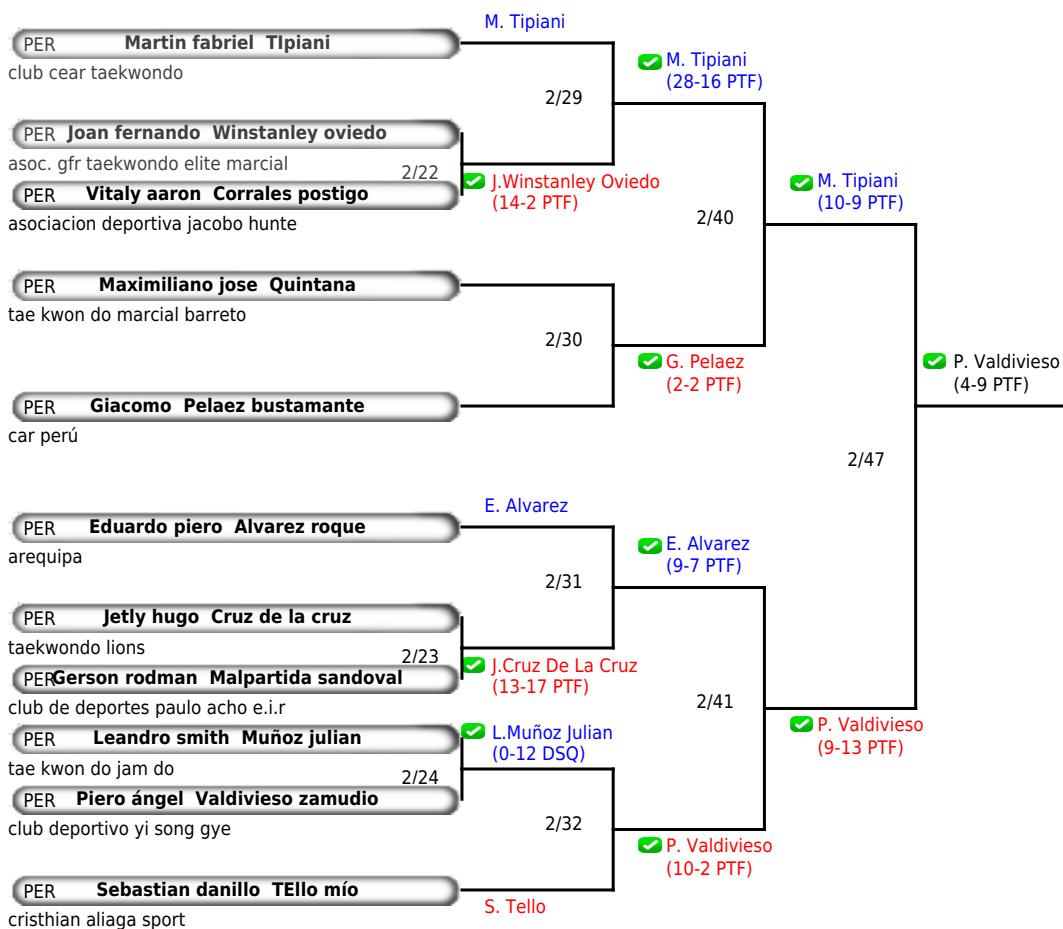 M. Tipiani
PER Martin fabriel TIpiani
club cear taekwondo
M. Tipiani
(28-16 PTF)
2/29
PER Joan fernando Winstanley oviedo
asoc. gfr taekwondo elite marcial
2/22
J.Winstanley Oviedo
(14-2 PTF)
PER Vitaly aaron Corrales postigo
asociacion deportiva jacobo hunte
M. Tipiani
(10-9 PTF)
2/40
PER Maximiliano jose Quintana
tae kwon do marcial barreto
2/30
G. Pelaez
(2-2 PTF)
P. Valdivieso
(4-9 PTF)
PER Giacomo Pelaez bustamante
car perú
2/47
E. Alvarez
PER Eduardo piero Alvarez roque
arequipa
E. Alvarez
(9-7 PTF)
2/31
PER Jetly hugo Cruz de la cruz
taekwondo lions
2/23
J.Cruz De La Cruz
(13-17 PTF)
PER Gerson rodman Malpartida sandoval
club de deportes paulo acho e.i.r
2/41
P. Valdivieso
(9-13 PTF)
L.Muñoz Julian
(0-12 DSQ)
PER Leandro smith Muñoz julian
tae kwon do jam do
2/24
PER Piero ángel Valdivieso zamudio
club deportivo yi song gye
2/32
P. Valdivieso
(10-2 PTF)
PER Sebastian danillo TEllo mío
S. Tello
cristhian aliaga sport